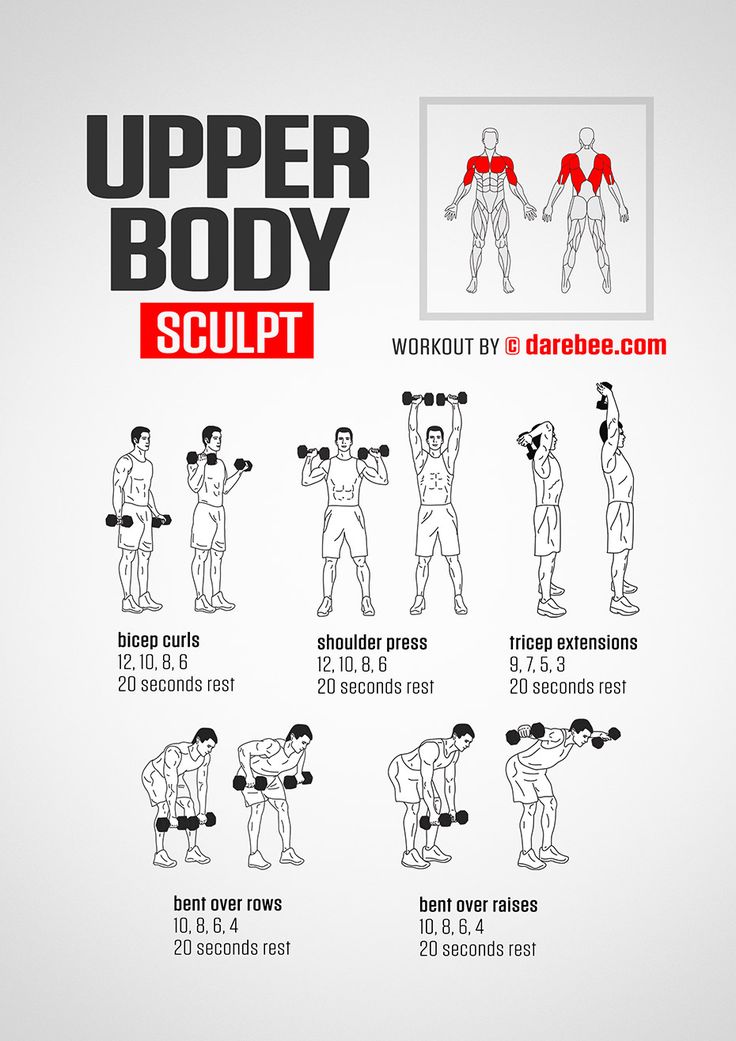 UPPER
BODY
SCULPT
WORKOUT BY © darebee.com
bicep curls
12, 10, 8, 6
20 seconds rest
shoulder press
12, 10, 8, 6
20 seconds rest
tricep extensions
9, 7, 5, 3
20 seconds rest
bent over rows
10, 8, 6, 4
20 seconds rest
bent over raises
10, 8, 6, 4
20 seconds rest